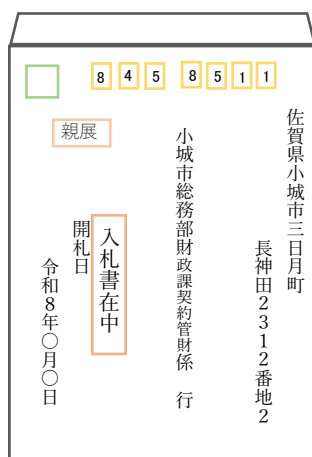 845 8511
佐賀県小城市三日月町
長神田2312番地2
小城市総務部財政課契約管財係 行
親展
入札書在中
開札日
令和8年〇月〇日